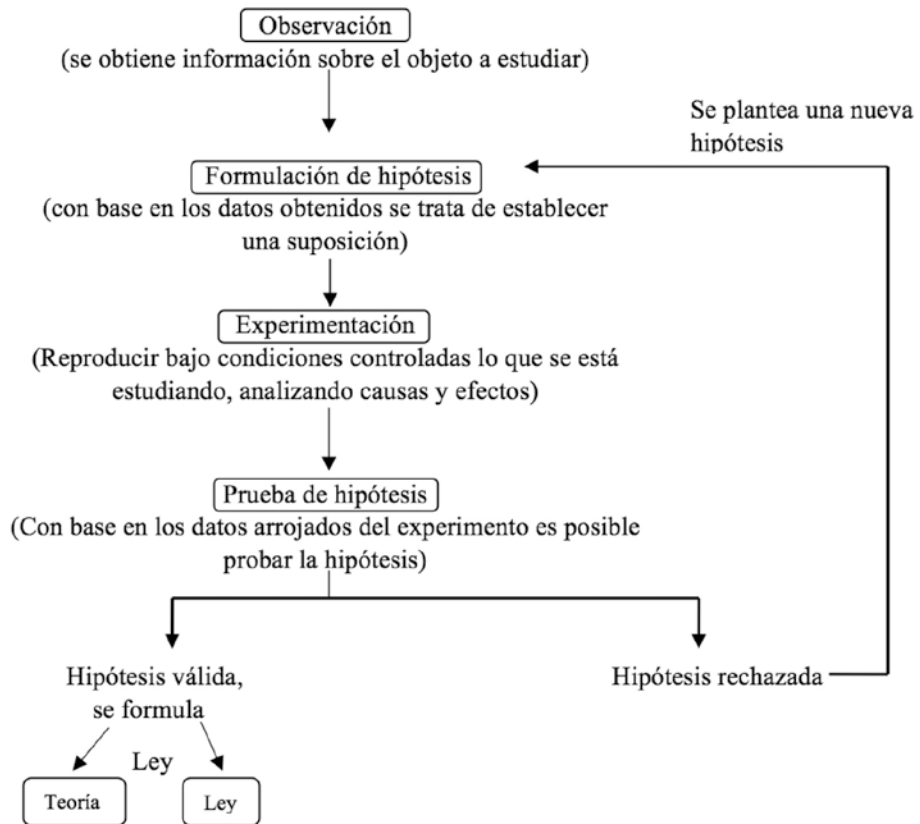 Observación
(se obtiene información sobre el objeto a estudiar)
Se plantea una nueva
hipótesis
Formulación de hipótesis
(con base en los datos obtenidos se trata de establecer
una suposición)
Experimentación
(Reproducir bajo condiciones controladas lo que se está
estudiando, analizando causas y efectos)
Prueba de hipótesis
(Con base en los datos arrojados del experimento es posible
probar la hipótesis)
Hipótesis válida,
se formula
Hipótesis rechazada
Ley
Teoría
Ley